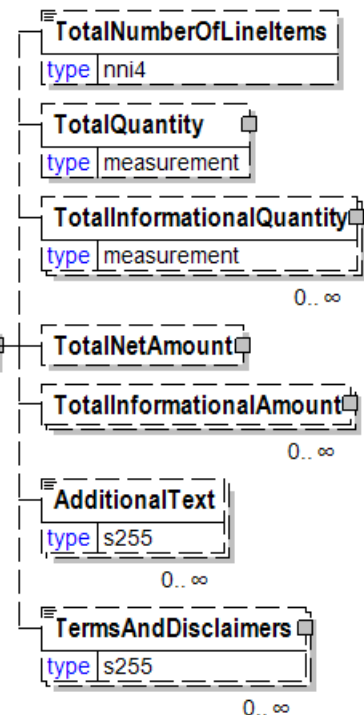 TotalNumberOfLineItems
type nni4
TotalQuantity
type measurement
TotalInformationalQuantity
type measurement
0.. ∞
TotalNetAmount
TotalInformationalAmount
0.. ∞
AdditionalText
type s255
0.. ∞
TermsAndDisclaimers
type s255
0.. ∞